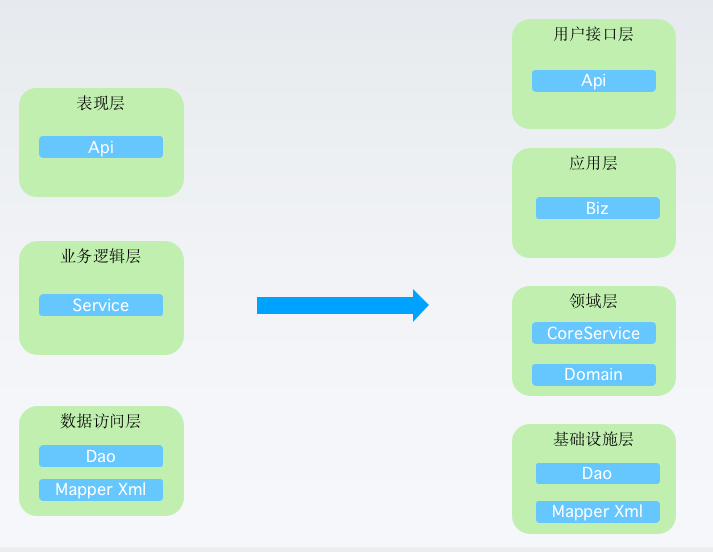 表现层
Api
业务逻辑层
Service
数据访问层
Dao
Mapper Xml
用户接口层
Api
应用层
Biz
领域层
CoreService
Domain
基础设施层
Dao
Mapper Xml